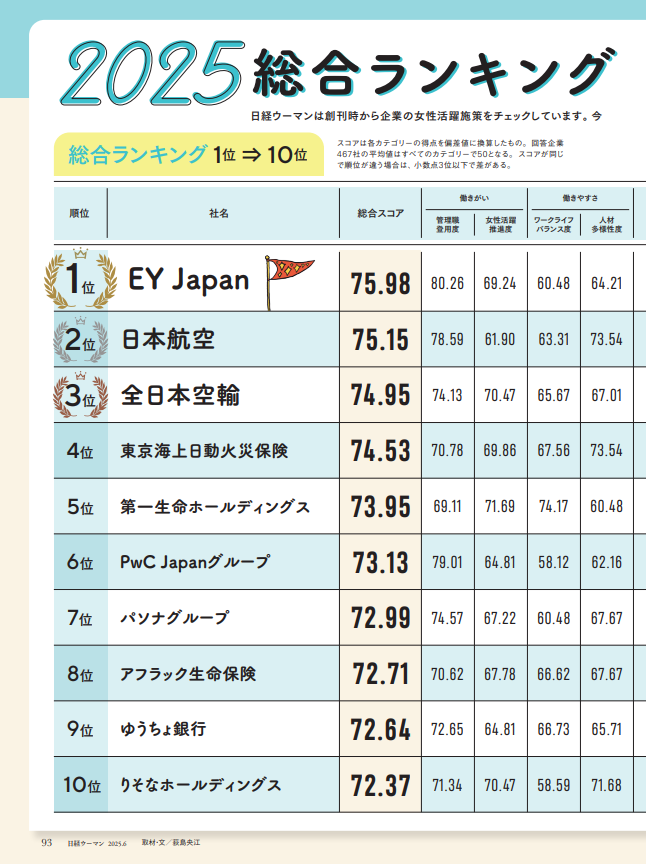 2025 総合ランキング
日経ウーマンは創刊時から企業の女性活躍施策をチェックしています。今
総合ランキング 1位 ⇒ 10位
スコアは各カテゴリーの得点を偏差値に換算したもの。回答企業
467社の平均値はすべてのカテゴリーで50となる。スコアが同じ
で順位が違う場合は、小数点3位以下で差がある。
働きがい 働きやすさ
順位 社名 総合スコア 管理職登用度 女性活躍推進度 ワークライフバランス度 人材多様性度
1位 EY Japan 75.98 80.26 69.24 60.48 64.21
2位 日本航空 75.15 78.59 61.90 63.31 73.54
3位 全日本空輸 74.95 74.13 70.47 65.67 67.01
4位 東京海上日動火災保険 74.53 70.78 69.86 67.56 73.54
5位 第一生命ホールディングス 73.95 69.11 71.69 74.17 60.48
6位 PwC Japanグループ 73.13 79.01 64.81 58.12 62.16
7位 パソナグループ 72.99 74.57 67.22 60.48 67.67
8位 アフラック生命保険 72.71 70.62 67.78 66.62 67.67
9位 ゆうちょ銀行 72.64 72.65 64.81 66.73 65.71
10位 りそなホールディングス 72.37 71.34 70.47 58.59 71.68
93 日経ウーマン 2025.6 取材・文／荻島央江